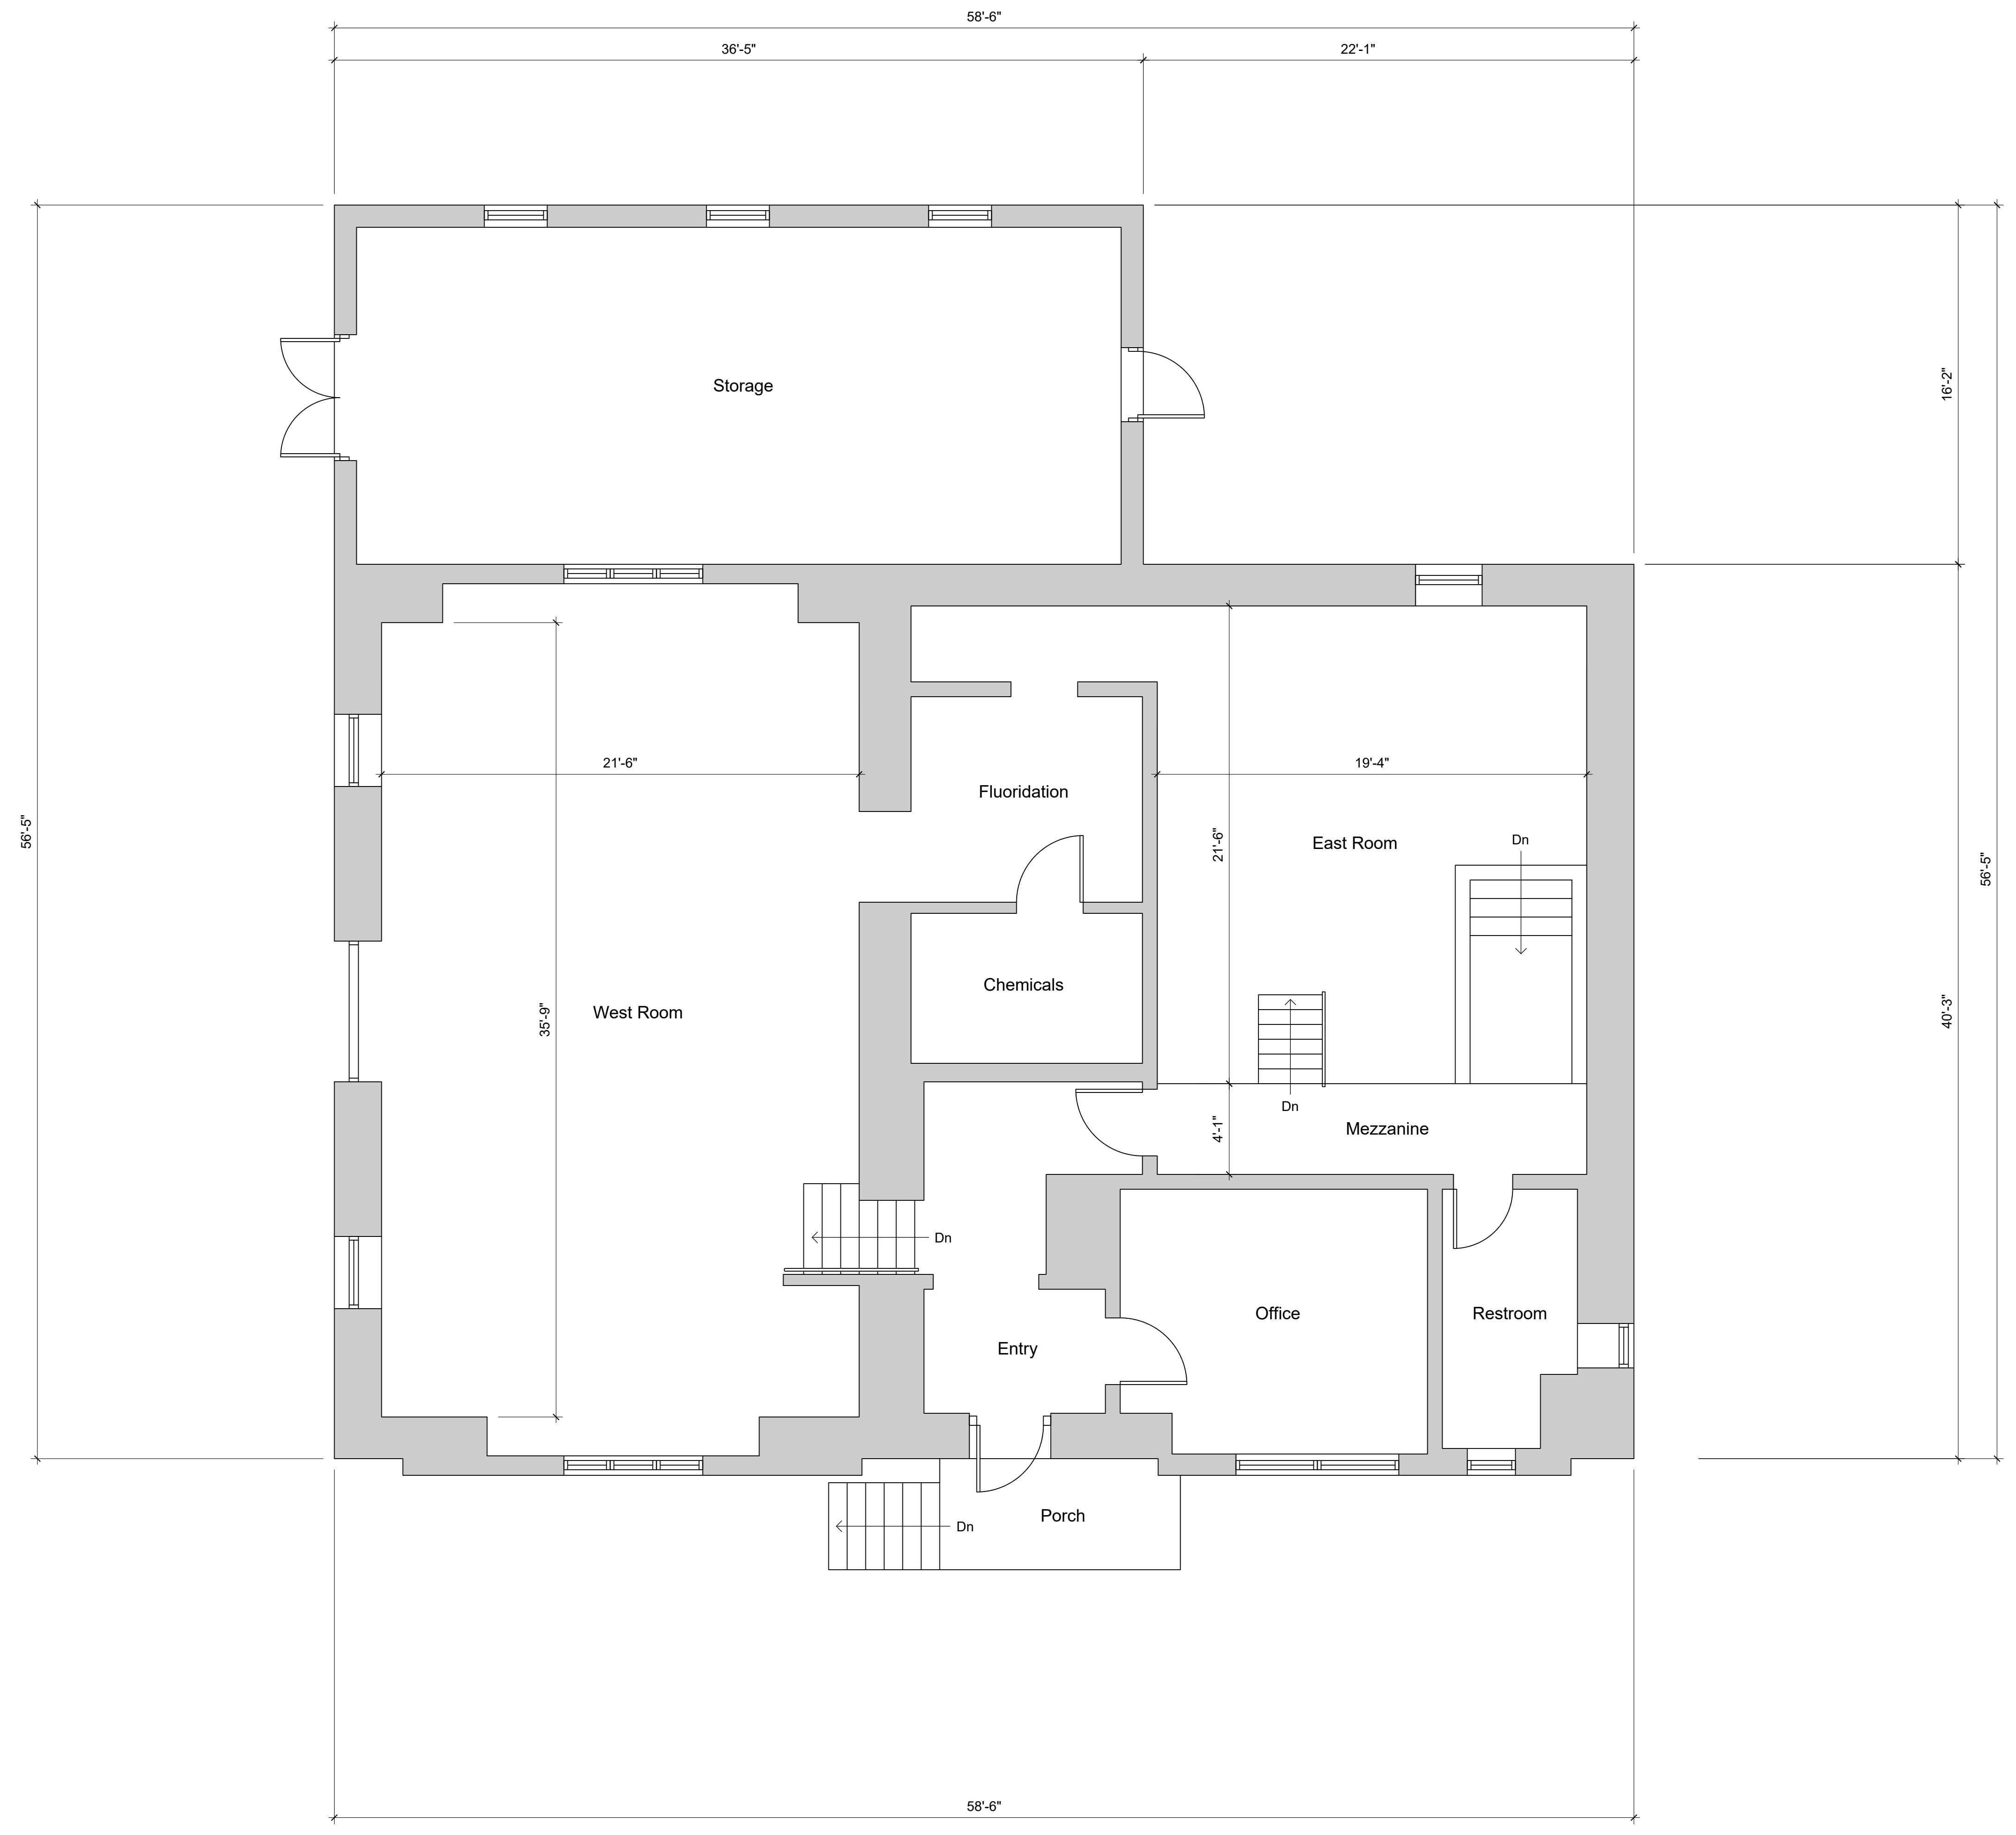 58'-6"
36'-5"
22'-1"
Storage
16'-2"
21'-6"
19'-4"
Fluoridation
56'-5"
21'-6"
East Room
Dn
56'-5"
Chemicals
West Room
35'-9"
40'-3"
Dn
4'-1"
Mezzanine
Dn
Office
Restroom
Entry
Porch
Dn
58'-6"